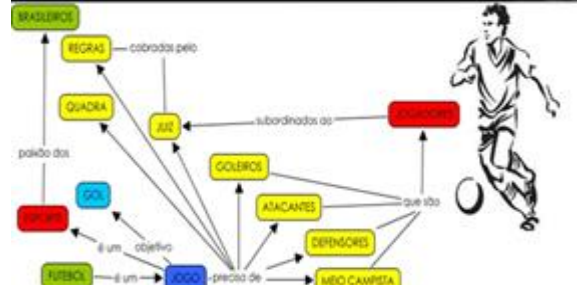 BRASILEIROS
REGRAS
cobradas pelo
QUADRA
JUIZ
subordinados ao
JOGADORES
paixão dos
GOLEIROS
GOL
ATACANTES
que são
ESPORTE
é um
objetivo
DEFENSORES
FUTEBOL
é um
JOGO
precisa de
MEIO CAMPISTA